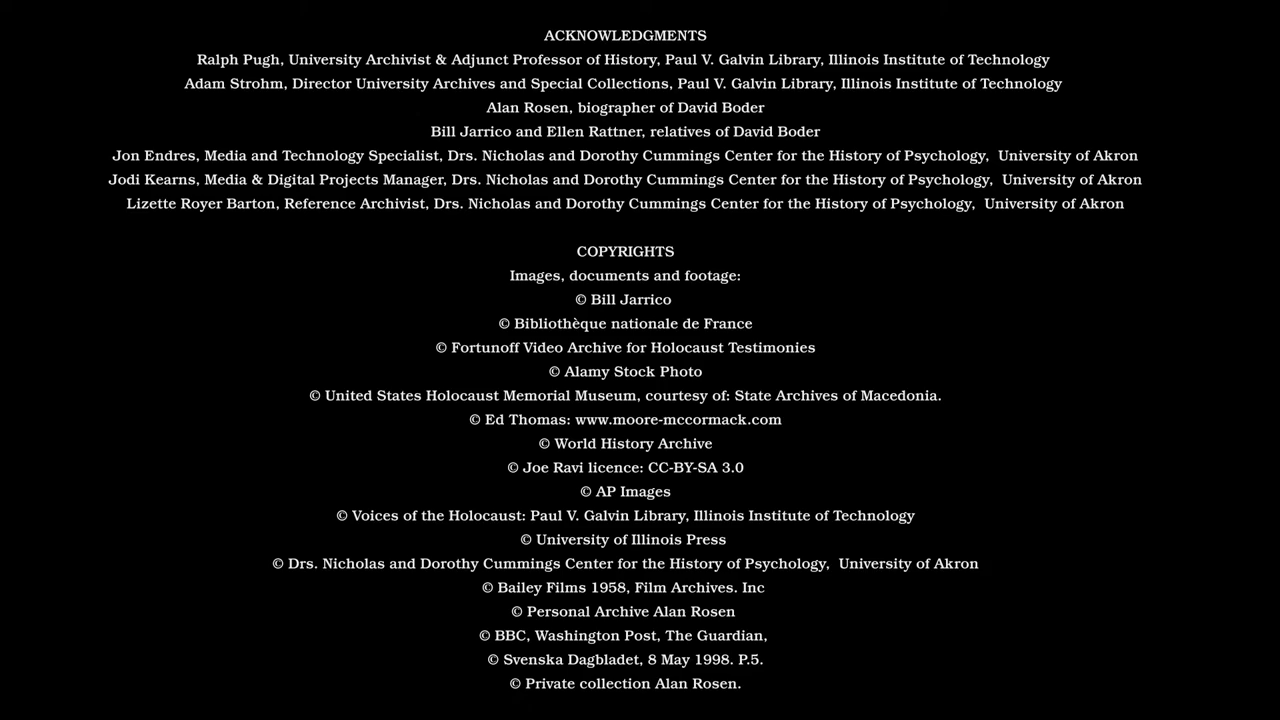 ACKNOWLEDGMENTS
Ralph Pugh, University Archivist & Adjunct Professor of History, Paul V. Galvin Library, Illinois Institute of Technology
Adam Strohm, Director University Archives and Special Collections, Paul V. Galvin Library, Illinois Institute of Technology
Alan Rosen, biographer of David Boder
Bill Jarrico and Ellen Rattner, relatives of David Boder
Jon Endres, Media and Technology Specialist, Drs. Nicholas and Dorothy Cummings Center for the History of Psychology,  University of Akron
Jodi Kearns, Media & Digital Projects Manager, Drs. Nicholas and Dorothy Cummings Center for the History of Psychology,  University of Akron
Lizette Royer Barton, Reference Archivist, Drs. Nicholas and Dorothy Cummings Center for the History of Psychology,  University of Akron
COPYRIGHTS
Images, documents and footage:
© Bill Jarrico
© Bibliothèque nationale de France
© Fortunoff Video Archive for Holocaust Testimonies
© Alamy Stock Photo
© United States Holocaust Memorial Museum, courtesy of: State Archives of Macedonia.
© Ed Thomas: www.moore-mccormack.com
© World History Archive
© Joe Ravi licence: CC-BY-SA 3.0
© AP Images
© Voices of the Holocaust: Paul V. Galvin Library, Illinois Institute of Technology
© University of Illinois Press
© Drs. Nicholas and Dorothy Cummings Center for the History of Psychology,  University of Akron
© Bailey Films 1958, Film Archives. Inc
© Personal Archive Alan Rosen
© BBC, Washington Post, The Guardian,
© Svenska Dagbladet, 8 May 1998. P.5.
© Private collection Alan Rosen.